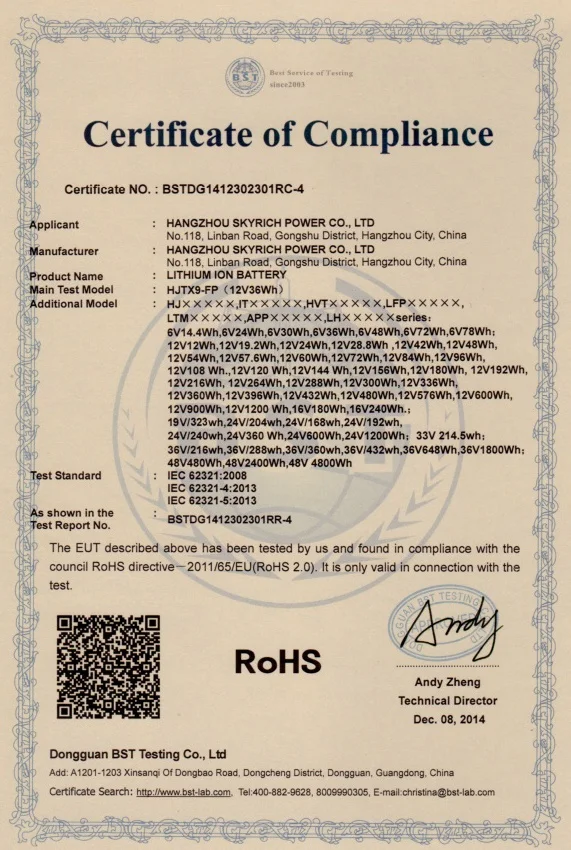 BST
Best Service of Testing
since2003
Certificate of Compliance
Certificate NO. : BSTDG1412302301RC-4
Applicant : HANGZHOU SKYRICH POWER CO., LTD
No.118, Linban Road, Gongshu District, Hangzhou City, China
Manufacturer : HANGZHOU SKYRICH POWER CO., LTD
No.118, Linban Road, Gongshu District, Hangzhou City, China
Product Name : LITHIUM ION BATTERY
Main Test Model : HJTX9-FP（12V36Wh）
Additional Model : HJ×××××,IT×××××,HVT×××××,LFP×××××,
LTM×××××,APP×××××,LH×××××series:
6V14.4Wh,6V24Wh,6V30Wh,6V36Wh,6V48Wh,6V72Wh,6V78Wh;
12V12Wh,12V19.2Wh,12V24Wh,12V28.8Wh ,12V42Wh,12V48Wh,
12V54Wh,12V57.6Wh,12V60Wh,12V72Wh,12V84Wh,12V96Wh,
12V108 Wh.,12V120 Wh,12V144 Wh,12V156Wh,12V180Wh, 12V192Wh,
12V216Wh, 12V264Wh,12V288Wh,12V300Wh,12V336Wh,
12V360Wh,12V396Wh,12V432Wh,12V480Wh,12V576Wh,12V600Wh,
12V900Wh,12V1200 Wh,16V180Wh,16V240Wh.;
19V/323wh,24V/204wh,24V/168wh,24V/192wh,
24V/240wh,24V360 Wh,24V600Wh,24V1200Wh; 33V 214.5wh;
36V/216wh,36V/288wh,36V/360wh,36V/432wh,36V648Wh,36V1800Wh;
48V480Wh,48V2400Wh,48V 4800Wh
Test Standard : IEC 62321:2008
IEC 62321-4:2013
IEC 62321-5:2013
As shown in the :
Test Report No. BSTDG1412302301RR-4
The EUT described above has been tested by us and found in compliance with the
council RoHS directive－2011/65/EU(RoHS 2.0). It is only valid in connection with the
test.
RoHS
Andy
Andy Zheng
Technical Director
Dec. 08, 2014
Dongguan BST Testing Co., Ltd
Add: A1201-1203 Xinsanqi Of Dongbao Road, Dongcheng District, Dongguan, Guangdong, China
Certificate Search: http://www.bst-lab.com, Tel:400-882-9628, 8009990305, E-mail:christina@bst-lab.com